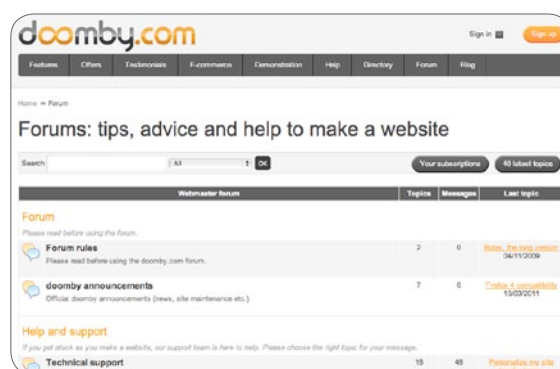 doomby.com
Sign in Sign up
Features Offers Testimonials E-commerce Demonstration Help Directory Forum Blog
Home » Forum
Forums: tips, advice and help to make a website
Search All OK Your subscriptions 40 latest topics
Webmaster forum Topics Messages Last topic
Forum
Please read before using the forum.
Forum rules 2 0 Rules, the long version
Please read before using the doomby.com forum. 04/11/2009
doomby announcements 7 0 Firefox 4 compatibility
Official doomby announcements (news, site maintenance etc.) 10/03/2011
Help and support
If you get stuck as you make a website, our support team is here to help. Please choose the right topic for your message.
Technical support 15 45 Personalize my site